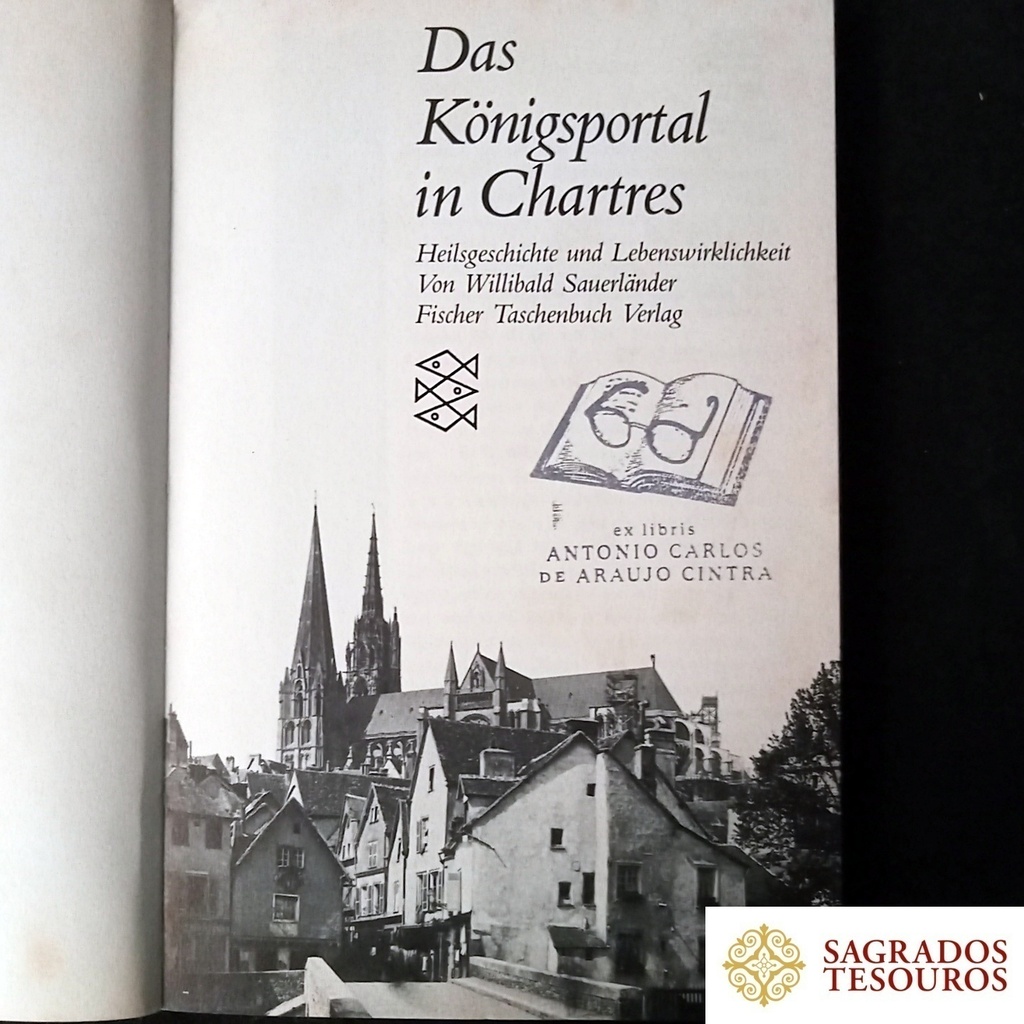 Das
Königsportal
in Chartres
Heilsgeschichte und Lebenswirklichkeit
Von Willibald Sauerländer
Fischer Taschenbuch Verlag
ex libris
ANTONIO CARLOS
DE ARAUJO CINTRA
SAGRADOS
TESOUROS